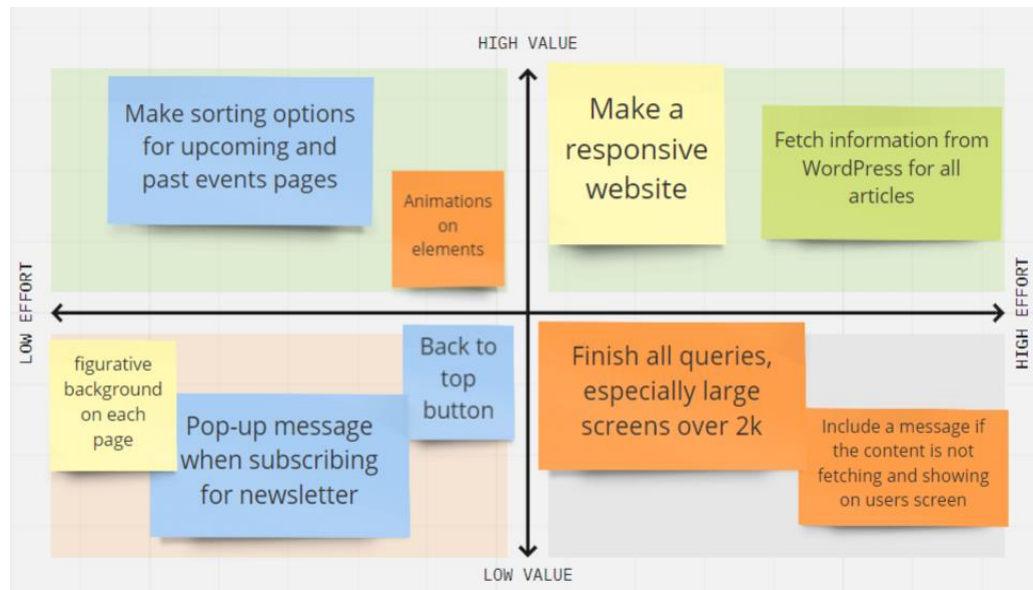 HIGH VALUE
Make sorting options
for upcoming and
past events pages
Animations
on
elements
Make a
responsive
website
Fetch information from
WordPress for all
articles
LOW EFFORT
HIGH EFFORT
figurative
background
on each
page
Pop-up message
when subscribing
for newsletter
Back to
top
button
Finish all queries,
especially large
screens over 2k
Include a message if
the content is not
fetching and showing
on users screen
LOW VALUE